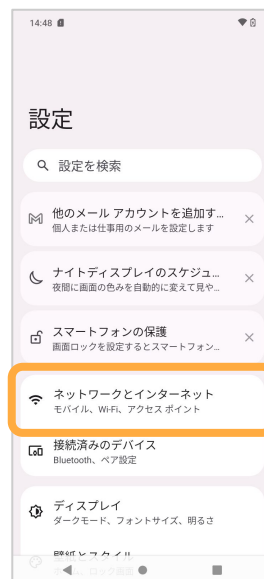 14:48
設定
設定を検索
他のメール アカウントを追加す...
個人または仕事用のメールを設定します
ナイトディスプレイのスケジュ...
夜間に画面の色みを自動的に変えて見や...
スマートフォンの保護
画面ロックを設定するとスマートフォン...
ネットワークとインターネット
モバイル、Wi-Fi、アクセス ポイント
接続済みのデバイス
Bluetooth、ペア設定
ディスプレイ
ダークモード、フォントサイズ、明るさ
壁紙とスタイル